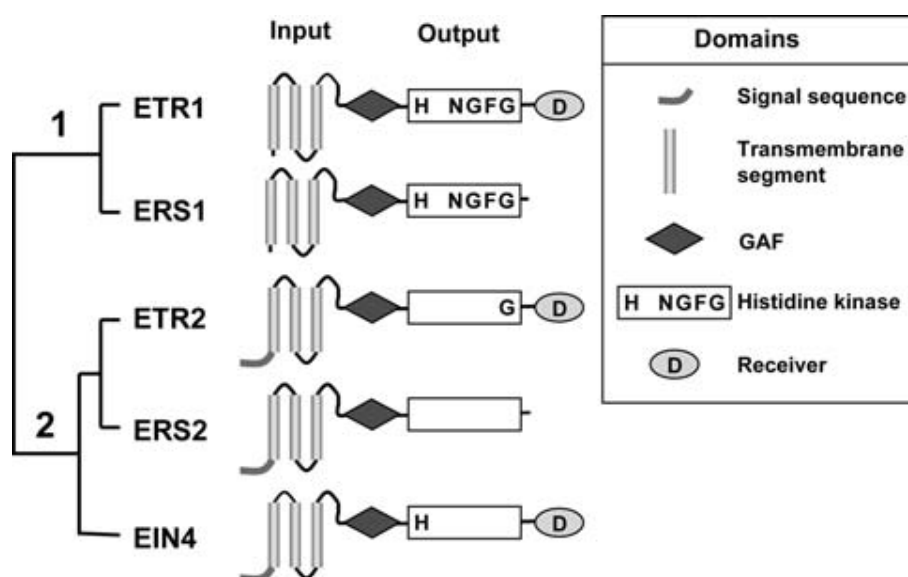 Input Output
1
ETR1
H NGFG D
ERS1
H NGFG
ETR2
G D
2
ERS2
EIN4
H D
Domains
Signal sequence
Transmembrane
segment
GAF
H NGFG Histidine kinase
D Receiver